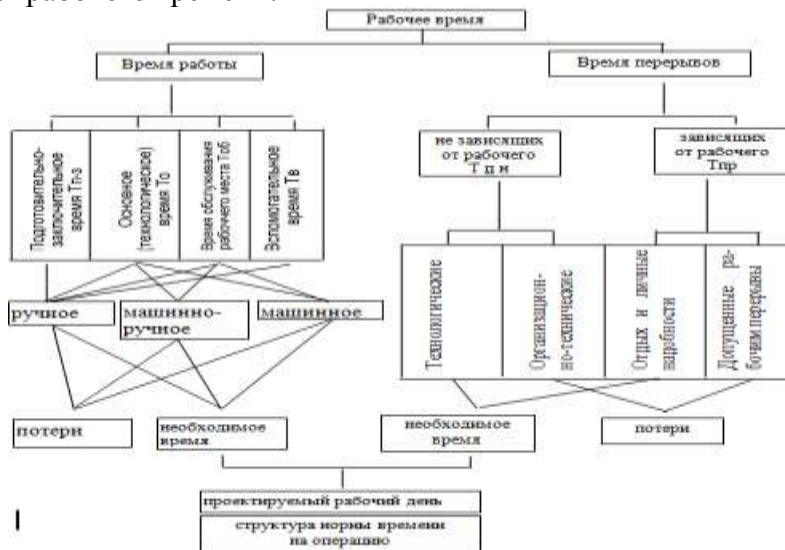 Рабочее время
Время работы
Время перерывов
Подготовительно-
заключительное
время Тп-з
Основное
(технологическое)
время То
Время обслуживания
рабочего места Тоб
Вспомогательное
время Тв
не зависящих
от рабочего
Т п н
зависящих
от рабочего
Тпр
ручное
машинно-
ручное
машинное
Технологические
Организацион-
но-технические
Отдых и личные
надобности
Допущенные ра-
бочим перерывы
потери
необходимое
время
необходимое
время
потери
проектируемый рабочий день
структура нормы времени
на операцию